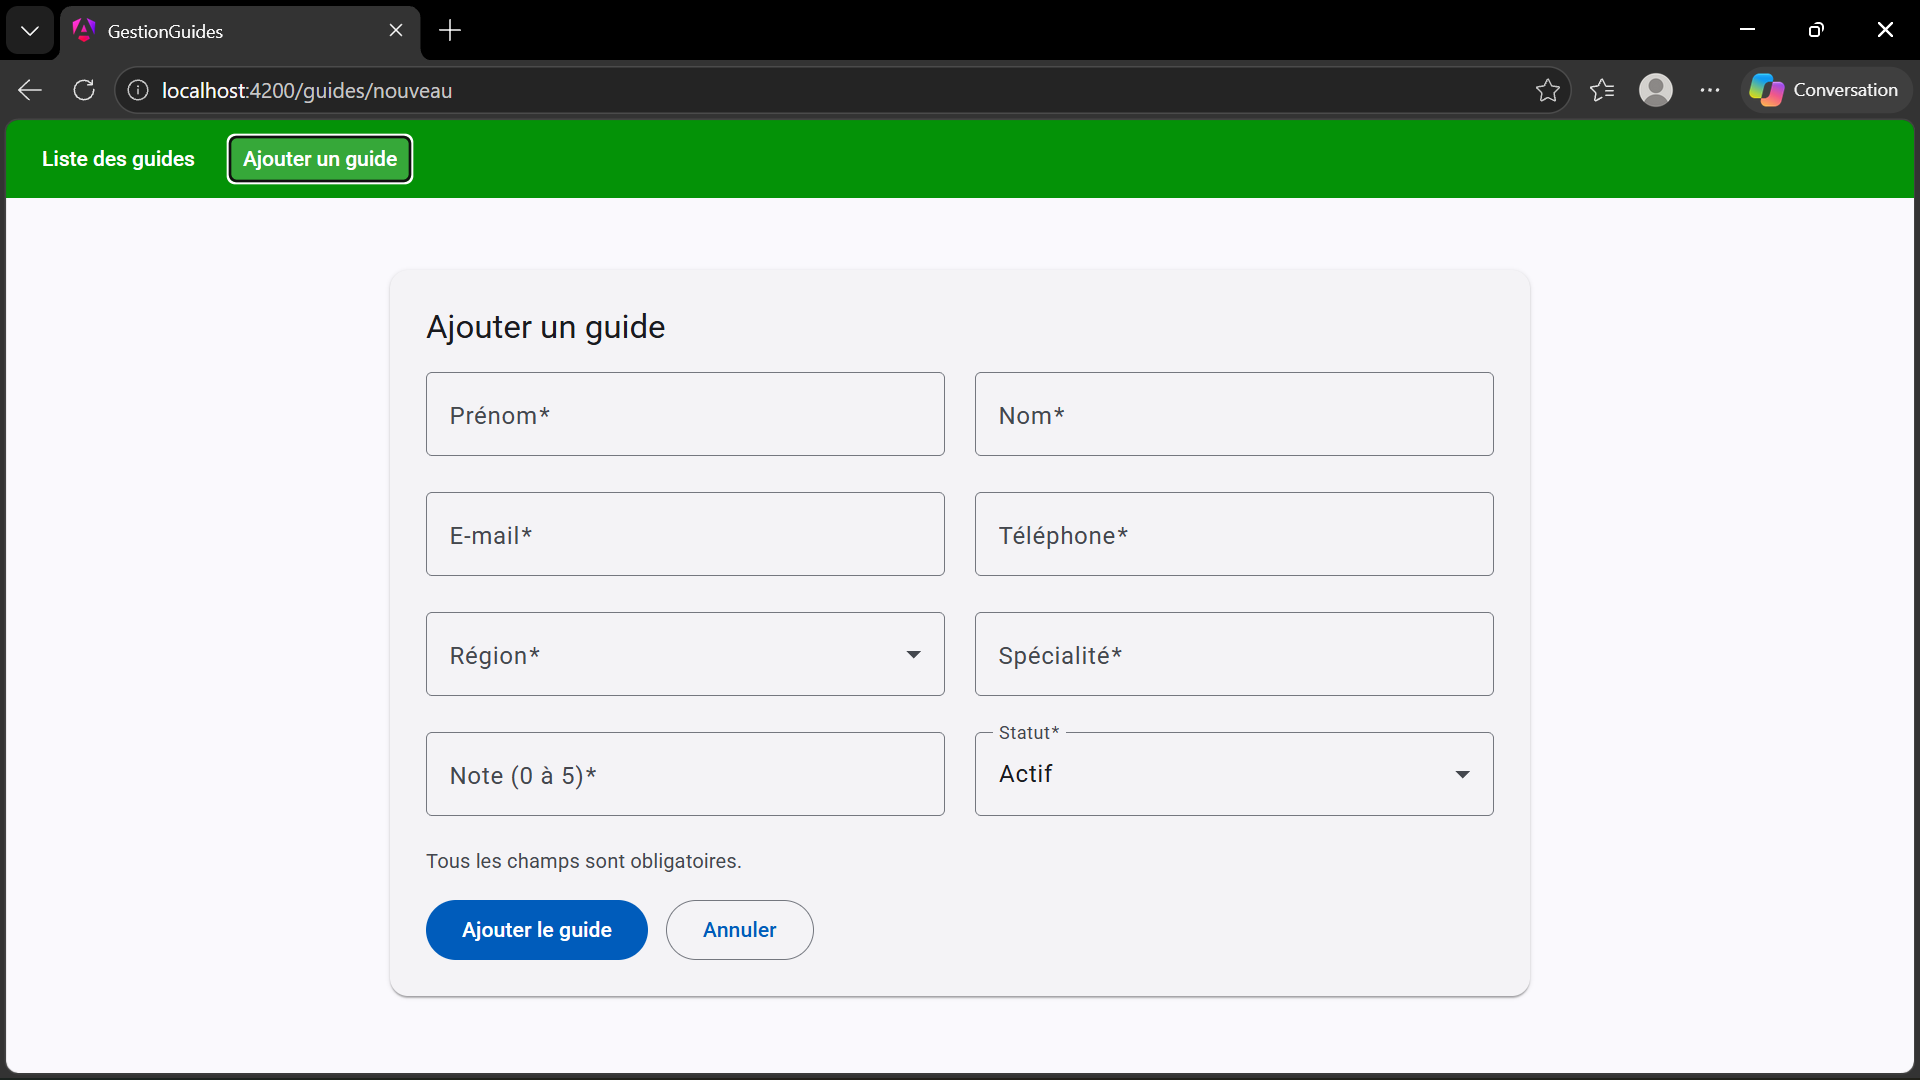 GestionGuides
localhost:4200/guides/nouveau
Conversation
Liste des guides
Ajouter un guide
Ajouter un guide
Prénom*
Nom*
E-mail*
Téléphone*
Région*
Spécialité*
Note (0 à 5)*
Statut*
Actif
Tous les champs sont obligatoires.
Ajouter le guide
Annuler